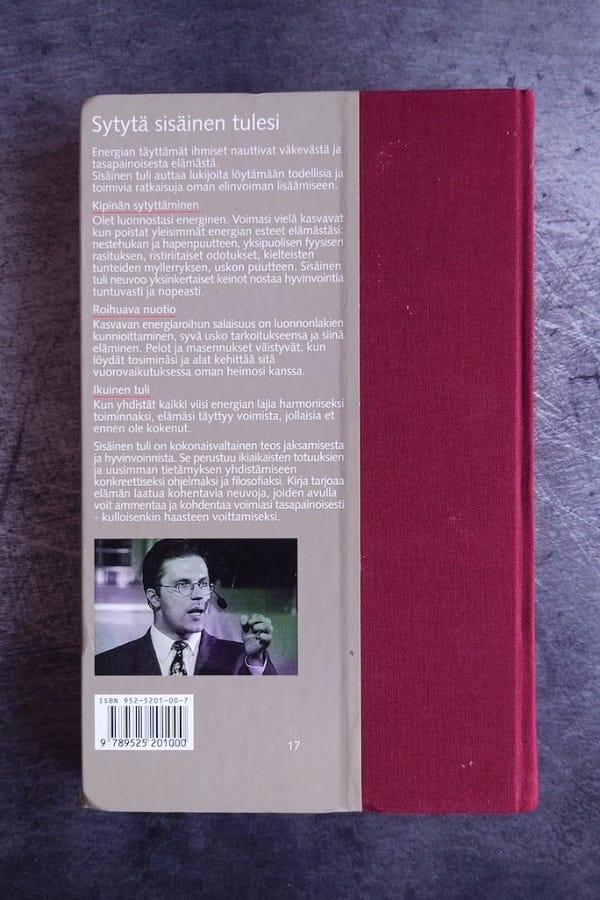 Sytytä sisäinen tulesi
Energian täyttämät ihmiset nauttivat väkevästä ja
tasapainoisesta elämästä.
Sisäinen tuli auttaa lukijoita löytämään todellisia ja
toimivia ratkaisuja oman elinvoiman lisäämiseen.
Kipinän sytyttäminen
Olet luonnostasi energinen. Voimasi vielä kasvavat
kun poistat yleisimmät energian esteet elämästäsi:
nestehukan ja hapenpuutteen, yksipuolisen fyysisen
rasituksen, ristiriitaiset odotukset, kielteisten
tunteiden myllerryksen, uskon puutteen. Sisäinen
tuli neuvoo yksinkertaiset keinot nostaa hyvinvointia
tuntuvasti ja nopeasti.
Roihuava nuotio
Kasvavan energiaroihun salaisuus on luonnonlakien
kunnioittaminen, syvä usko tarkoitukseensa ja siinä
eläminen. Pelot ja masennukset väistyvät, kun
löydät tosiminäsi ja alat kehittää sitä
vuorovaikutuksessa oman heimosi kanssa.
Ikuinen tuli
Kun yhdistät kaikki viisi energian lajia harmoniseksi
toiminnaksi, elämäsi täyttyy voimista, jollaisia et
ennen ole kokenut.
Sisäinen tuli on kokonaisvaltainen teos jaksamisesta
ja hyvinvoinnista. Se perustuu ikiaikaisten totuuksien
ja uusimman tietämyksen yhdistämiseen
konkreettiseksi ohjelmaksi ja filosofiaksi. Kirja tarjoaa
elämän laatua kohentavia neuvoja, joiden avulla
voit ammentaa ja kohdentaa voimiasi tasapainoisesti
- kulloisenkin haasteen voittamiseksi.
ISBN 952-5201-00-7
9 789525 201000
17